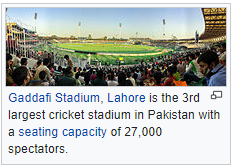 Gaddafi Stadium, Lahore is the 3rd
largest cricket stadium in Pakistan with
a seating capacity of 27,000
spectators.